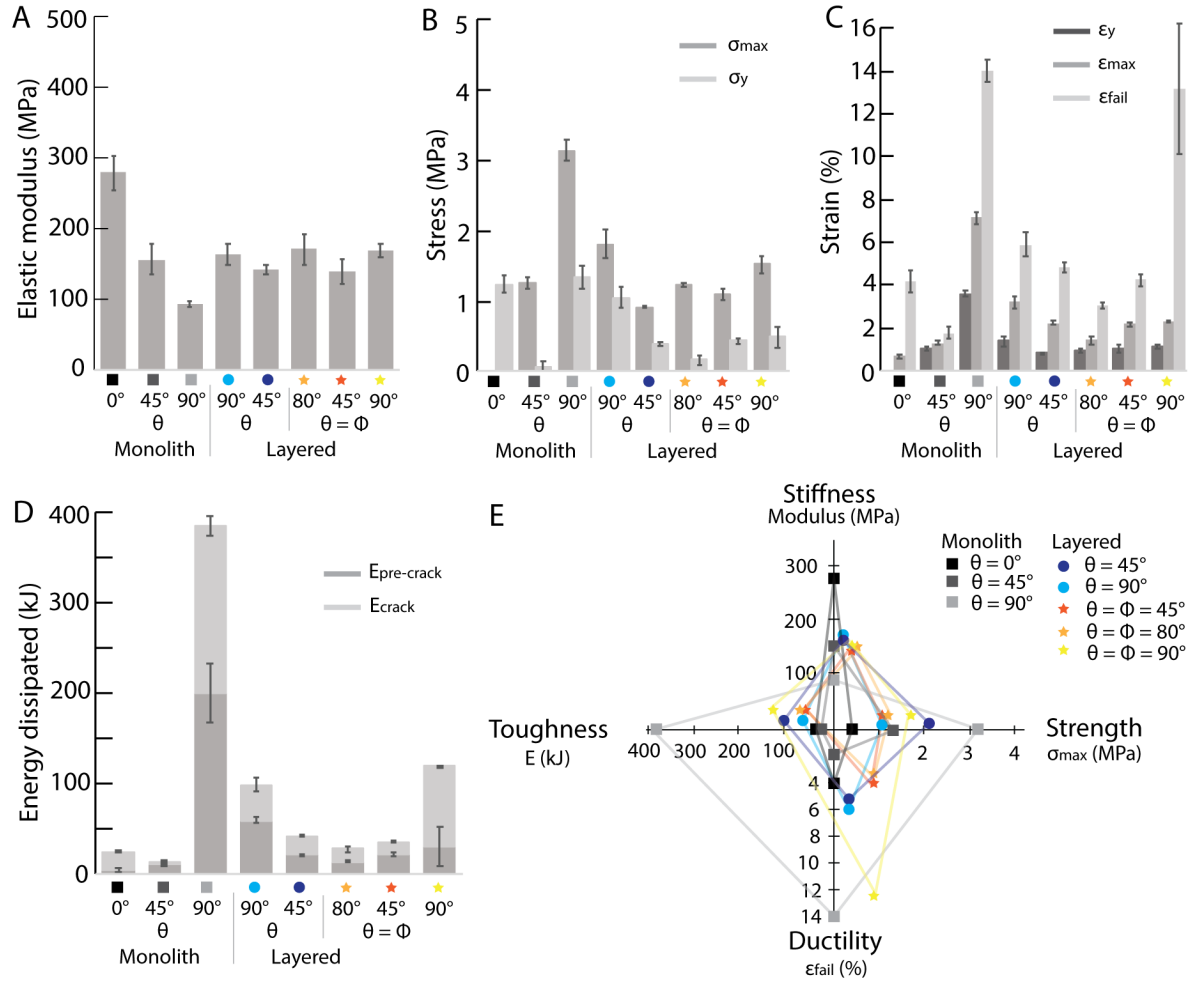 A
Elastic modulus (MPa)
500
400
300
200
100
0
0° 45° 90° 90° 45° 80° 45° 90°
θ θ θ = Φ
Monolith Layered
B
Stress (MPa)
5
4
3
2
1
0
σmax
σy
0° 45° 90° 90° 45° 80° 45° 90°
θ θ θ = Φ
Monolith Layered
C
Strain (%)
16
14
12
10
8
6
4
2
0
εy
εmax
εfail
0° 45° 90° 90° 45° 80° 45° 90°
θ θ θ = Φ
Monolith Layered
D
Energy dissipated (kJ)
400
300
200
100
0
Epre-crack
Ecrack
0° 45° 90° 90° 45° 80° 45° 90°
θ θ θ = Φ
Monolith Layered
E
Stiffness
Modulus (MPa)
300
200
100
Toughness
E (kJ)
400 300 200 100
1 2 3 4
Strength
σmax (MPa)
4
6
8
10
12
14
Ductility
εfail (%)
Monolith
θ = 0°
θ = 45°
θ = 90°
Layered
θ = 45°
θ = 90°
θ = Φ = 45°
θ = Φ = 80°
θ = Φ = 90°